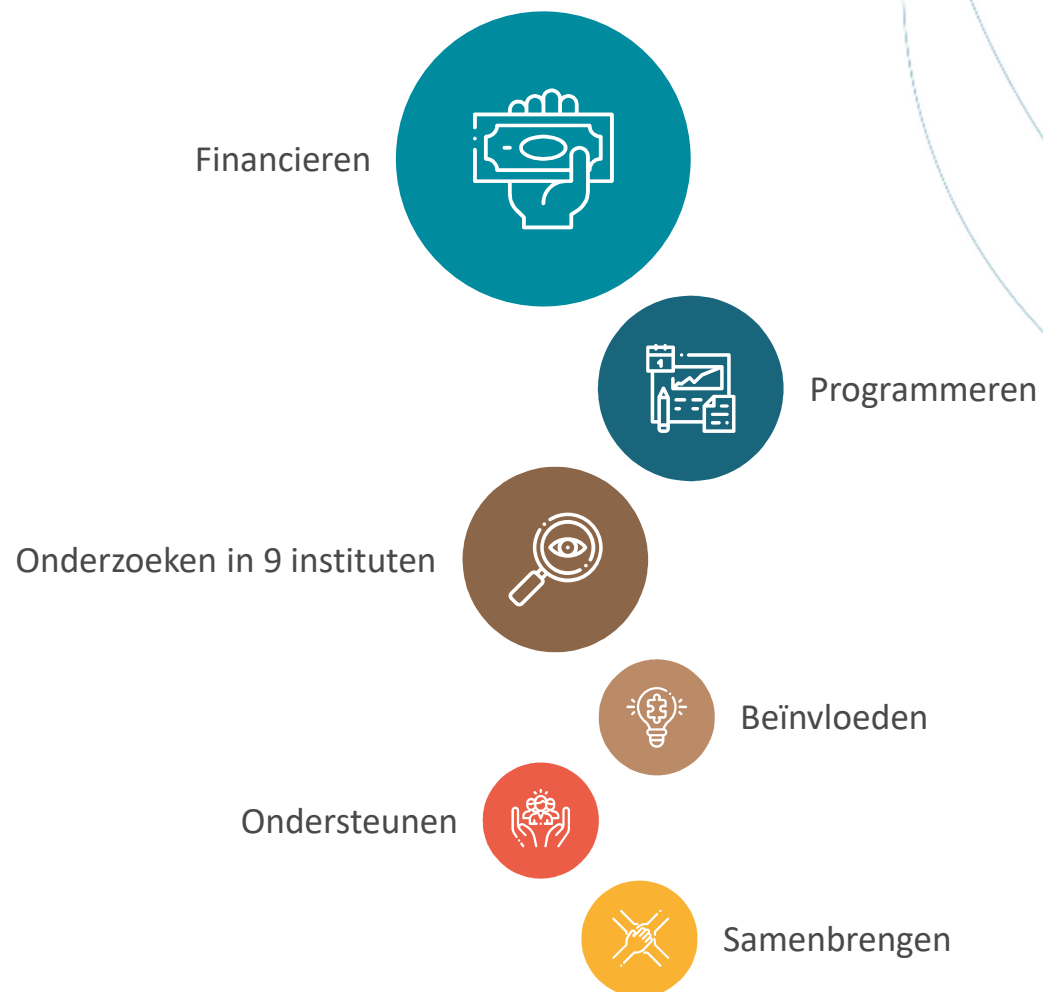 Financieren
Programmeren
Onderzoeken in 9 instituten
Beïnvloeden
Ondersteunen
Samenbrengen